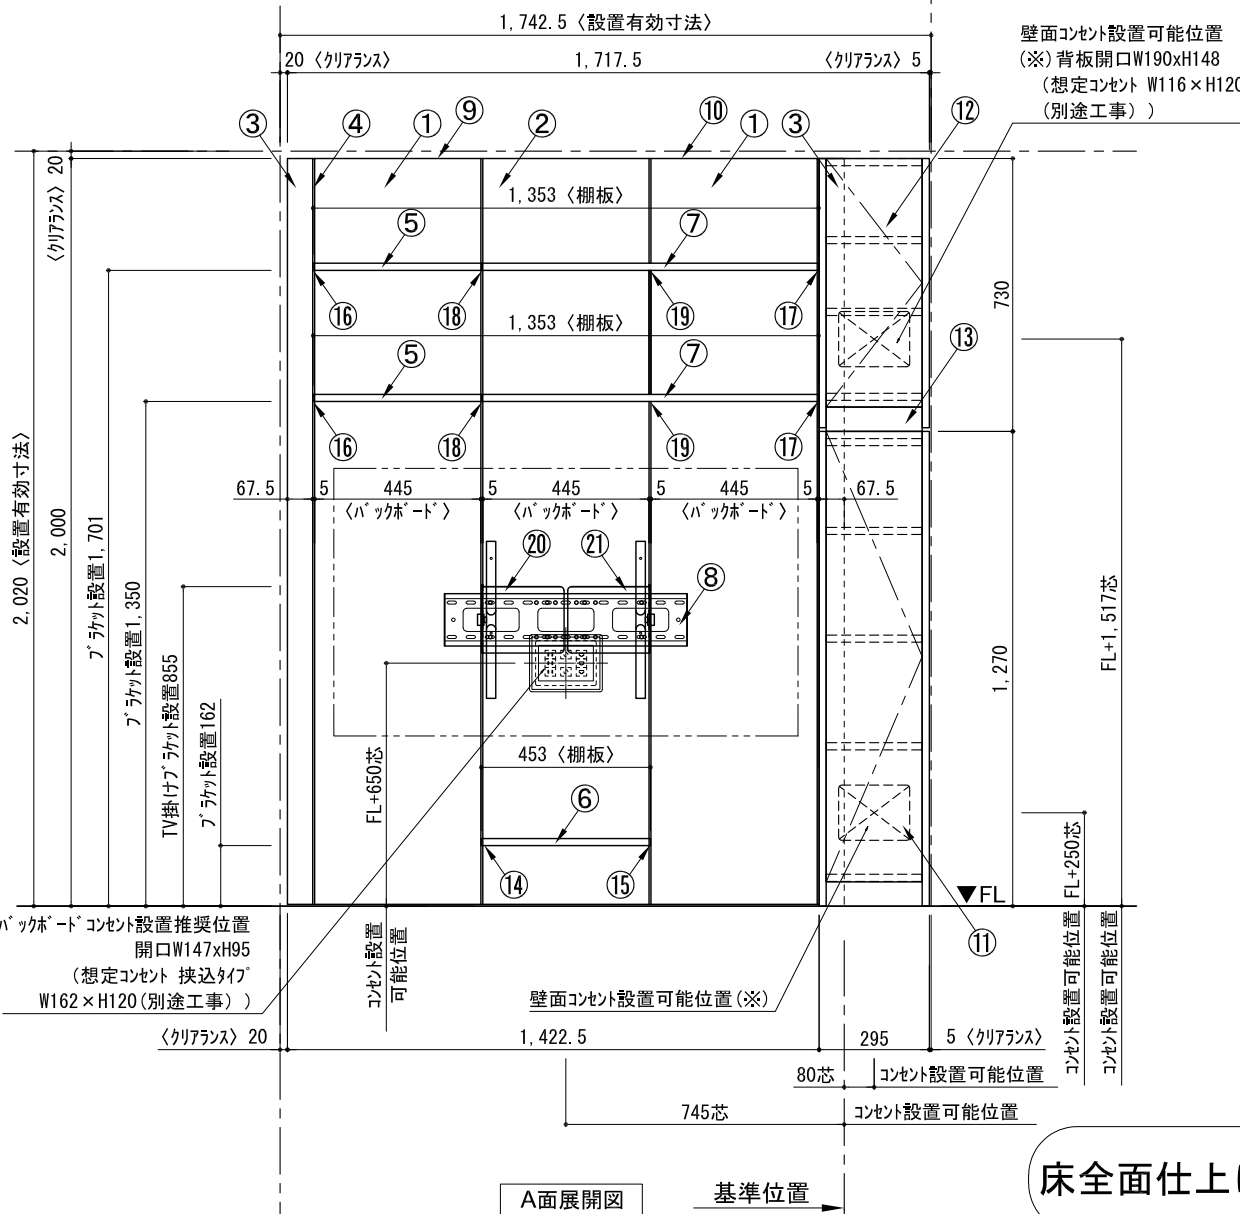 1,742.5〈設置有効寸法〉
20〈クリアランス〉
1,717.5
〈クリアランス〉5
壁面コンセント設置可能位置
(※)背板開口W190xH148
(想定コンセント W116×H120
(別途工事))
③
④
①
⑨
②
⑩
①
③
⑫
〈クリアランス〉20
1,353〈棚板〉
⑤
⑦
⑯
⑱
⑲
⑰
730
1,353〈棚板〉
⑬
⑤
⑦
⑯
⑱
⑲
⑰
2,020〈設置有効寸法〉
2,000
ブラケット設置1,701
ブラケット設置1,350
TV掛けブラケット設置855
ブラケット設置162
67.5
5
445
5
445
5
445
5
67.5
〈バックボード〉
〈バックボード〉
〈バックボード〉
⑳
㉑
⑧
FL+1,517芯
1,270
FL+650芯
453〈棚板〉
⑥
⑭
⑮
FL+250芯
▼FL
⑪
バックボードコンセント設置推奨位置
開口W147xH95
(想定コンセント 挟込タイプ
W162×H120(別途工事))
コンセント設置
可能位置
壁面コンセント設置可能位置(※)
コンセント設置可能位置
コンセント設置可能位置
〈クリアランス〉20
1,422.5
295
5〈クリアランス〉
80芯
コンセント設置可能位置
745芯
コンセント設置可能位置
A面展開図
基準位置
床全面仕上